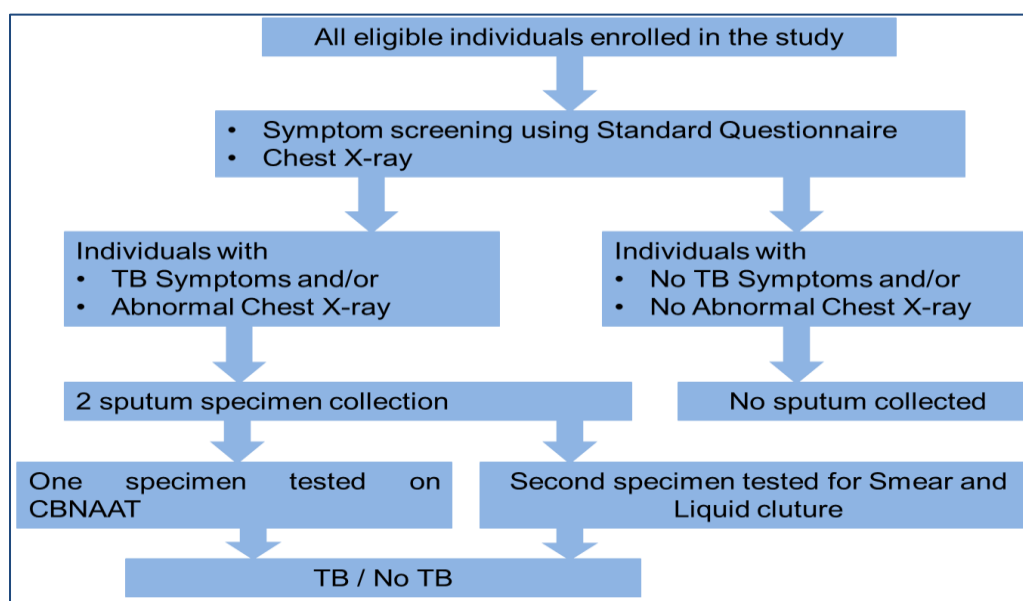 All eligible individuals enrolled in the study
• Symptom screening using Standard Questionnaire
• Chest X-ray
Individuals with
• TB Symptoms and/or
• Abnormal Chest X-ray
Individuals with
• No TB Symptoms and/or
• No Abnormal Chest X-ray
2 sputum specimen collection
No sputum collected
One specimen tested on
CBNAAT
Second specimen tested for Smear and
Liquid cluture
TB / No TB